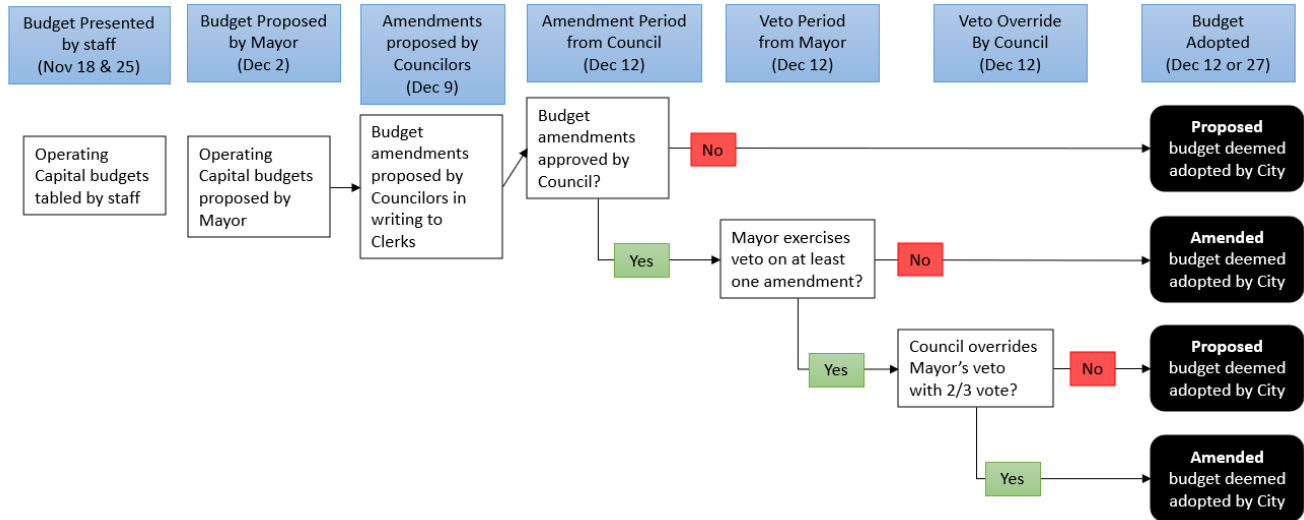 Budget Presented
by staff
(Nov 18 & 25)
Budget Proposed
by Mayor
(Dec 2)
Amendments
proposed by
Councilors
(Dec 9)
Amendment Period
from Council
(Dec 12)
Veto Period
from Mayor
(Dec 12)
Veto Override
By Council
(Dec 12)
Budget
Adopted
(Dec 12 or 27)
Operating
Capital budgets
tabled by staff
Operating
Capital budgets
proposed by
Mayor
Budget
amendments
proposed by
Councilors in
writing to
Clerks
Budget
amendments
approved by
Council?
No
Proposed
budget deemed
adopted by City
Yes
Mayor exercises
veto on at least
one amendment?
No
Amended
budget deemed
adopted by City
Yes
Council overrides
Mayor’s veto
with 2/3 vote?
No
Proposed
budget deemed
adopted by City
Yes
Amended
budget deemed
adopted by City